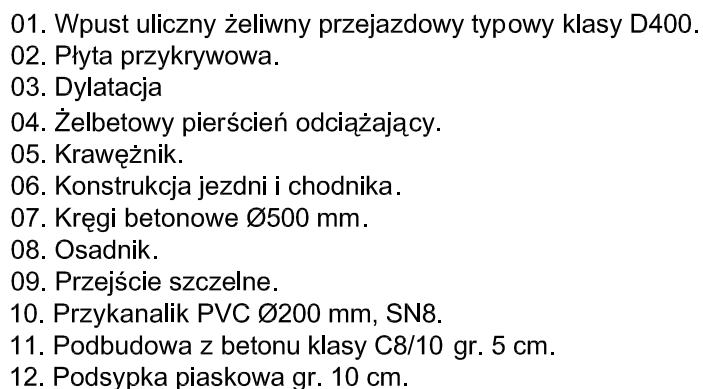 01. Wpust uliczny żeliwny przejazdowy typowy klasy D400.
02. Płyta przykrywowa.
03. Dylatacja
04. Żelbetowy pierścień odciążający.
05. Krawężnik.
06. Konstrukcja jezdni i chodnika.
07. Kręgi betonowe Ø500 mm.
08. Osadnik.
09. Przejście szczelne.
10. Przykanalik PVC Ø200 mm, SN8.
11. Podbudowa z betonu klasy C8/10 gr. 5 cm.
12. Podsypka piaskowa gr. 10 cm.